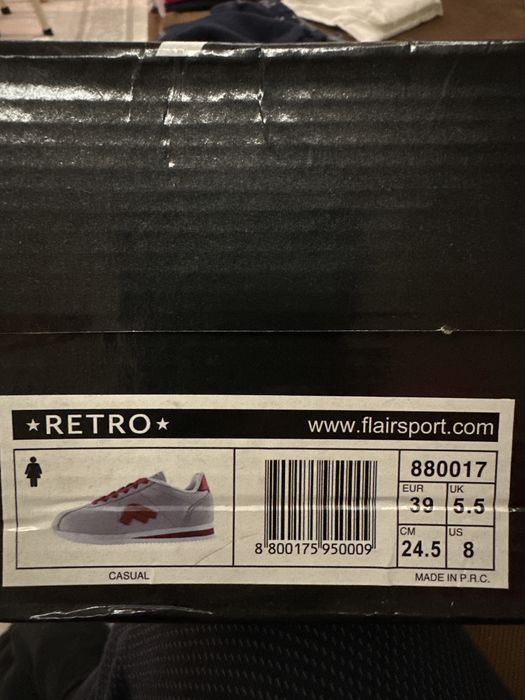 ★RETRO★ www.flairsport.com
880017
EUR UK
39 5.5
CM US
24.5 8
8 800175 950009
CASUAL MADE IN P.R.C.